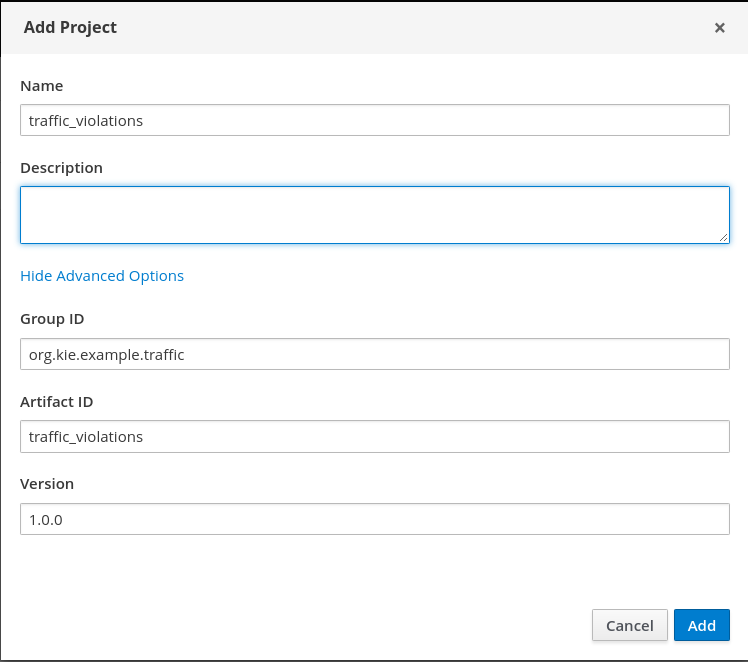 Add Project ×
Name
traffic_violations
Description
Hide Advanced Options
Group ID
org.kie.example.traffic
Artifact ID
traffic_violations
Version
1.0.0
Cancel Add